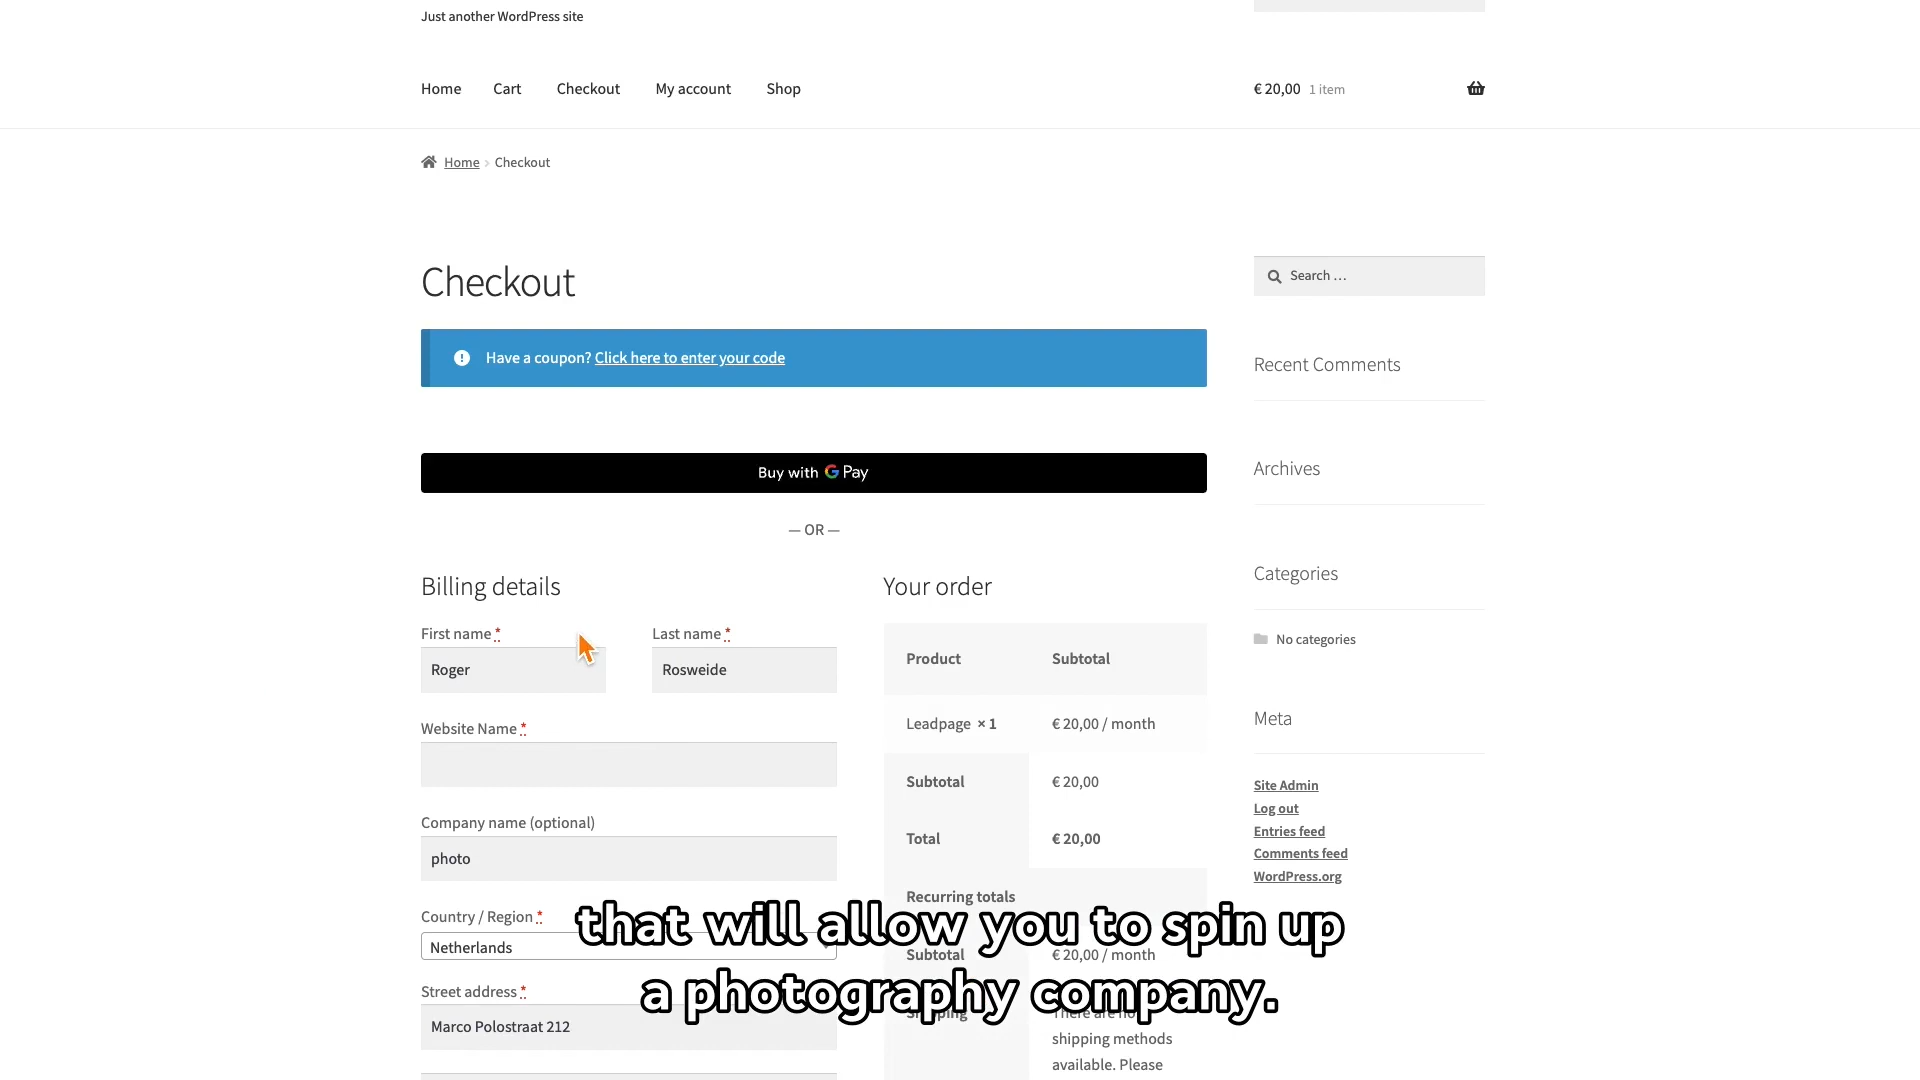 Just another WordPress site
Home Cart Checkout My account Shop
€ 20,00 1 item
Home › Checkout
Checkout
Search …
Have a coupon? Click here to enter your code
Recent Comments
Buy with G Pay
Archives
— OR —
Billing details
Your order
Categories
First name *
Last name *
Roger
Rosweide
Product Subtotal
No categories
Website Name *
Leadpage × 1 € 20,00 / month
Meta
Subtotal € 20,00
Site Admin
Log out
Company name (optional)
Total € 20,00
Entries feed
Comments feed
photo
WordPress.org
Recurring totals
Country / Region *
that will allow you to spin up
Netherlands
Subtotal € 20,00 / month
Street address *
a photography company.
Shipping There are no
Marco Polostraat 212
shipping methods
available. Please